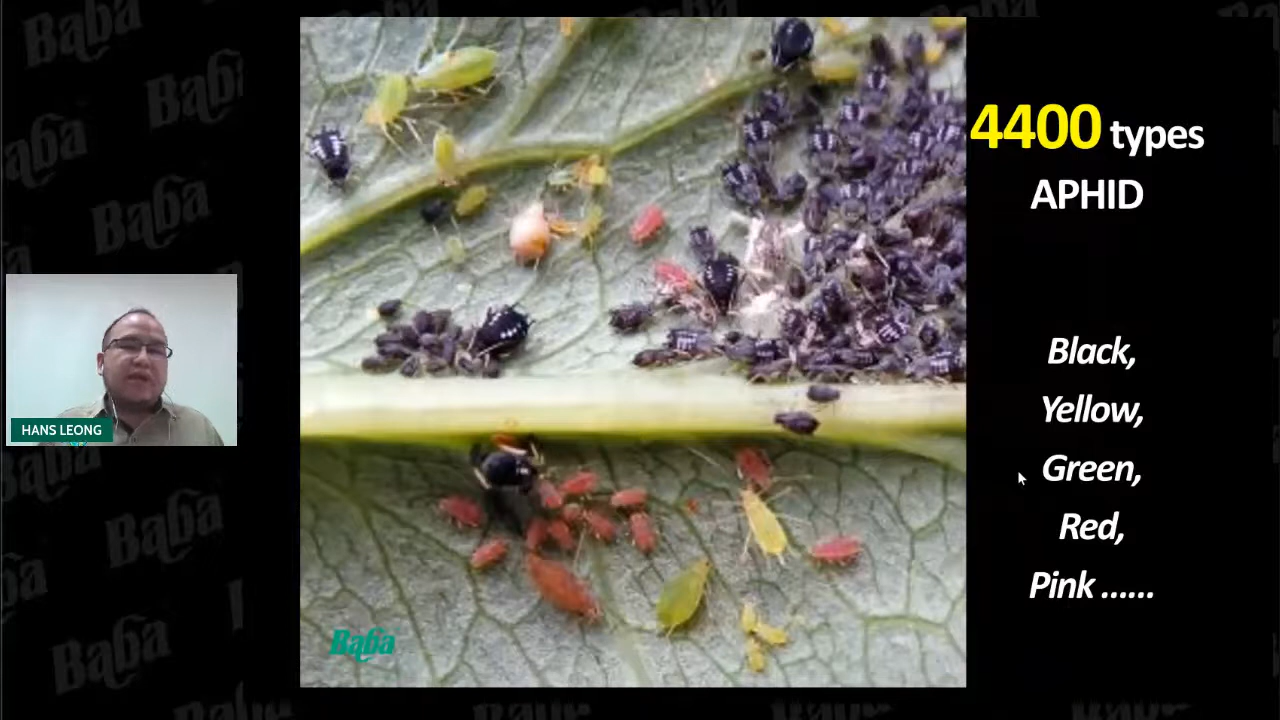 4400 types
APHID
Black,
Yellow,
Green,
Red,
Pink ......
HANS LEONG
Baba